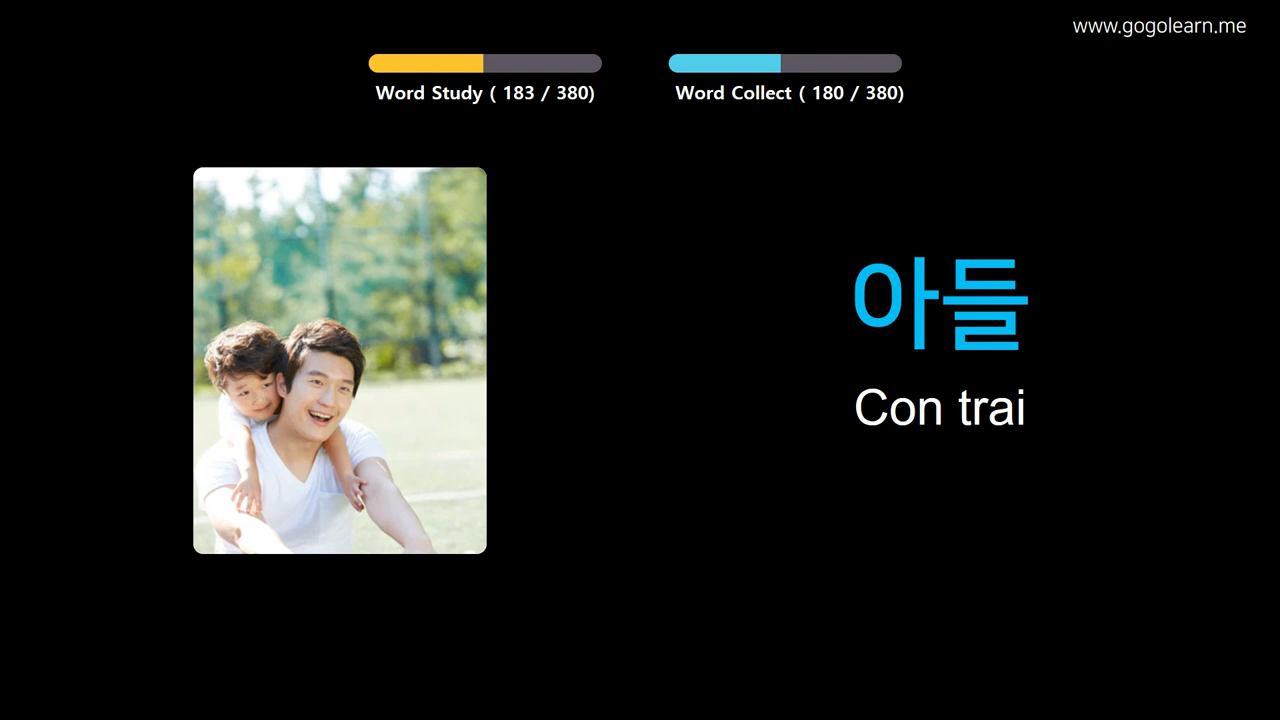 www.gogolearn.me
Word Study ( 183 / 380)
Word Collect ( 180 / 380)
아들
Con trai